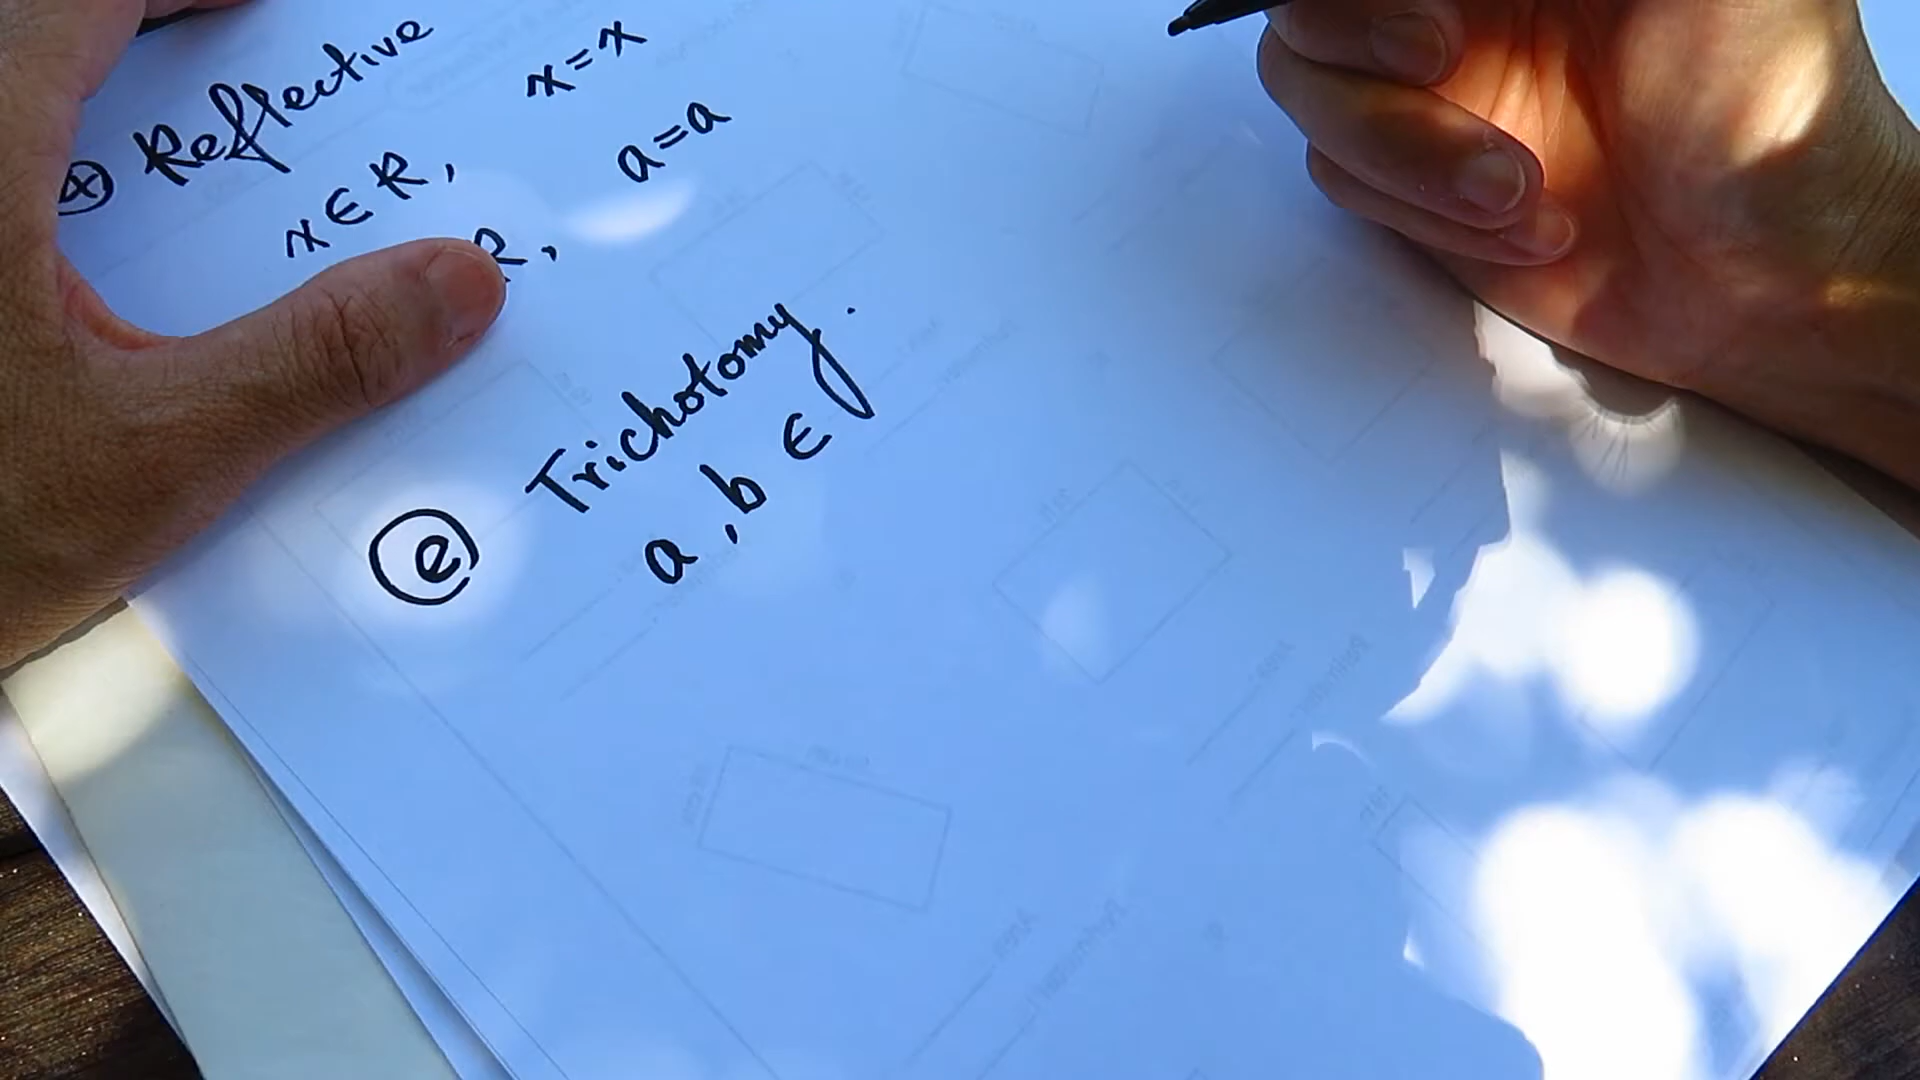 Reflective
x ∈ R, x = x
R, a = a
e Trichotomy.
a, b ∈